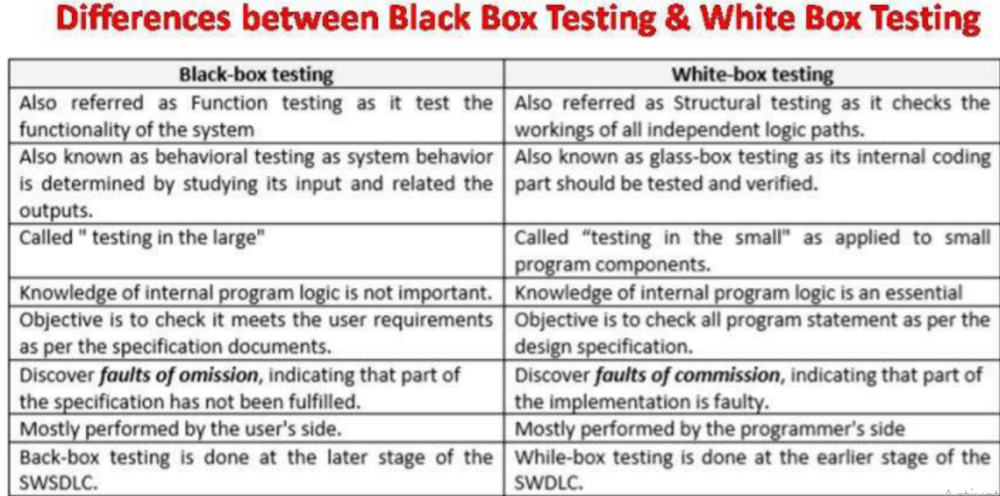 Differences between Black Box Testing & White Box Testing
Black-box testing
White-box testing
Also referred as Function testing as it test the
functionality of the system
Also referred as Structural testing as it checks the
workings of all independent logic paths.
Also known as behavioral testing as system behavior
is determined by studying its input and related the
outputs.
Also known as glass-box testing as its internal coding
part should be tested and verified.
Called " testing in the large"
Called “testing in the small" as applied to small
program components.
Knowledge of internal program logic is not important.
Knowledge of internal program logic is an essential
Objective is to check it meets the user requirements
as per the specification documents.
Objective is to check all program statement as per the
design specification.
Discover faults of omission, indicating that part of
the specification has not been fulfilled.
Discover faults of commission, indicating that part of
the implementation is faulty.
Mostly performed by the user's side.
Mostly performed by the programmer's side
Back-box testing is done at the later stage of the
SWSDLC.
While-box testing is done at the earlier stage of the
SWDLC.